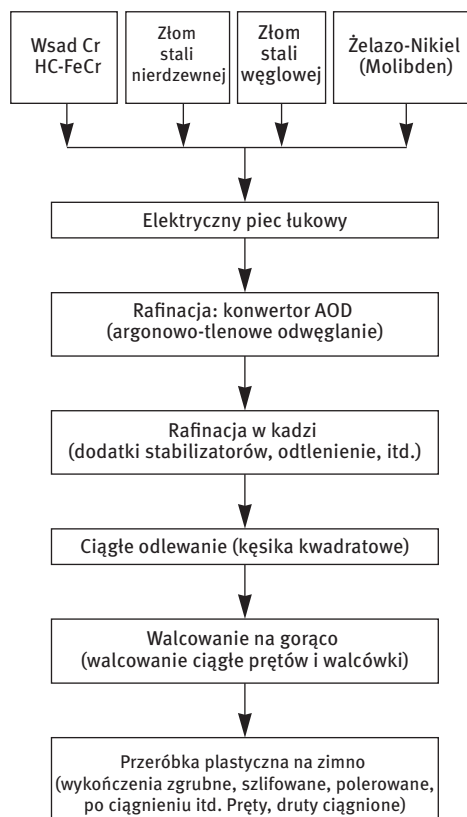 Wsad Cr
HC-FeCr
Złom
stali
nierdzewnej
Złom
stali
węglowej
Żelazo-Nikiel
(Molibden)
Elektryczny piec łukowy
Rafinacja: konwertor AOD
(argonowo-tlenowe odwęglanie)
Rafinacja w kadzi
(dodatki stabilizatorów, odtlenienie, itd.)
Ciągłe odlewanie (kęsika kwadratowe)
Walcowanie na gorąco
(walcowanie ciągłe prętów i walcówki)
Przeróbka plastyczna na zimno
(wykończenia zgrubne, szlifowane, polerowane,
po ciągnieniu itd. Pręty, druty ciągnione)